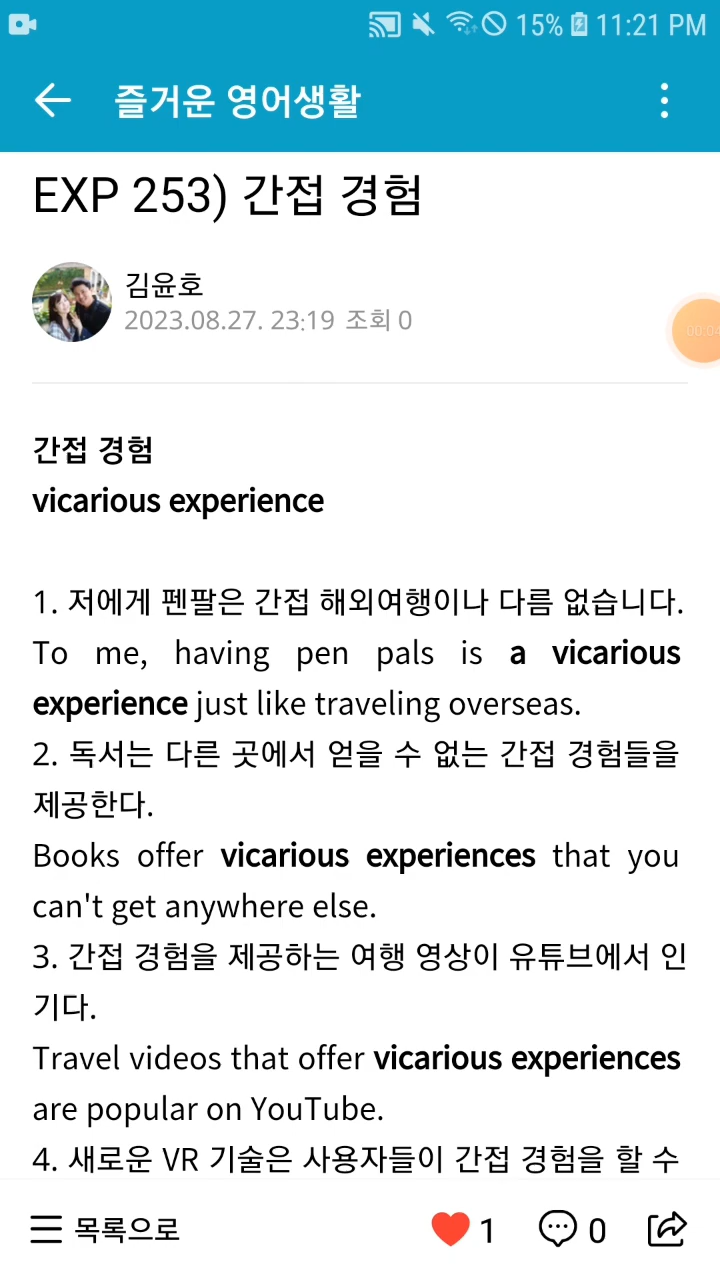 15% 11:21 PM
즐거운 영어생활
EXP 253) 간접 경험
김윤호
2023.08.27. 23:19 조회 0
00:04
간접 경험
vicarious experience
1. 저에게 펜팔은 간접 해외여행이나 다름 없습니다.
To me, having pen pals is a vicarious
experience just like traveling overseas.
2. 독서는 다른 곳에서 얻을 수 없는 간접 경험들을
제공한다.
Books offer vicarious experiences that you
can't get anywhere else.
3. 간접 경험을 제공하는 여행 영상이 유튜브에서 인
기다.
Travel videos that offer vicarious experiences
are popular on YouTube.
4. 새로운 VR 기술은 사용자들이 간접 경험을 할 수
목록으로 1 0